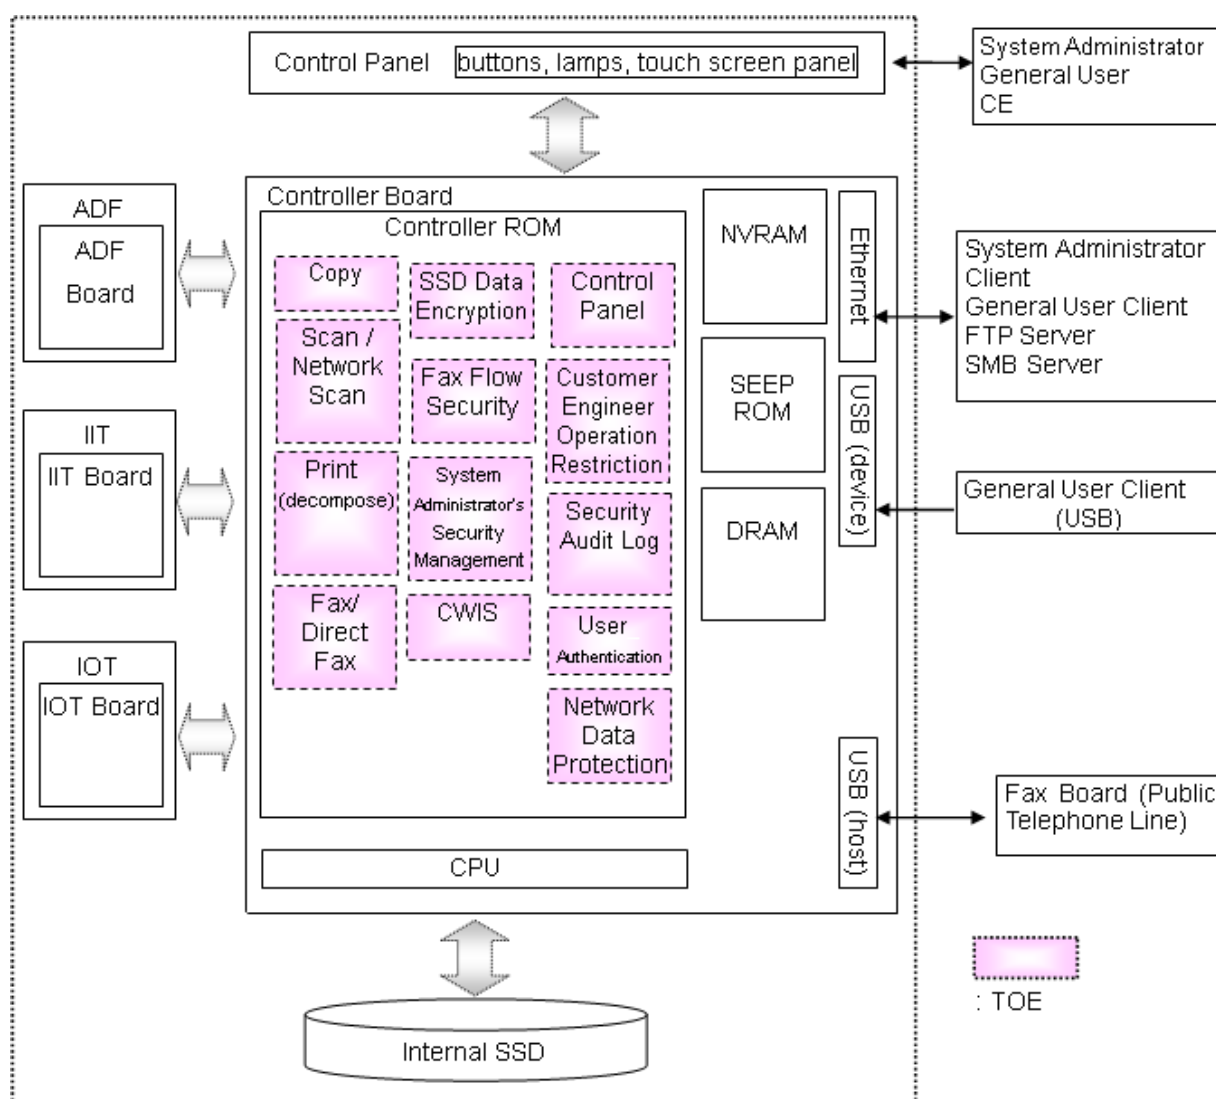 Control Panel
buttons, lamps, touch screen panel
System Administrator
General User
CE
ADF
ADF
Board
IIT
IIT Board
IOT
IOT Board
Controller Board
Controller ROM
Copy
Scan /
Network
Scan
Print
(decompose)
Fax/
Direct
Fax
SSD Data
Encryption
Fax Flow
Security
System
Administrator's
Security
Management
CWIS
Control
Panel
Customer
Engineer
Operation
Restriction
Security
Audit Log
User
Authentication
Network
Data
Protection
CPU
NVRAM
SEEP
ROM
DRAM
Ethernet
USB (device)
USB (host)
System Administrator
Client
General User Client
FTP Server
SMB Server
General User Client
(USB)
Fax Board (Public
Telephone Line)
Internal SSD
: TOE